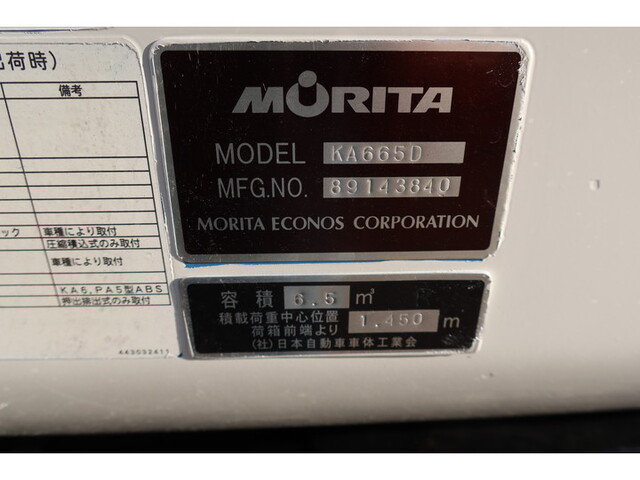 出荷時)
備考
ック 車種により取付
圧縮積込式のみ取付
車種により取付
KA6,PA5型ABS
押出排出式のみ取付
443032411
MORITA
MODEL KA665D
MFG.NO. 89143840
MORITA ECONOS CORPORATION
容積 6.5 m³
積載荷重中心位置
荷箱前端より 1.450 m
(社)日本自動車車体工業会